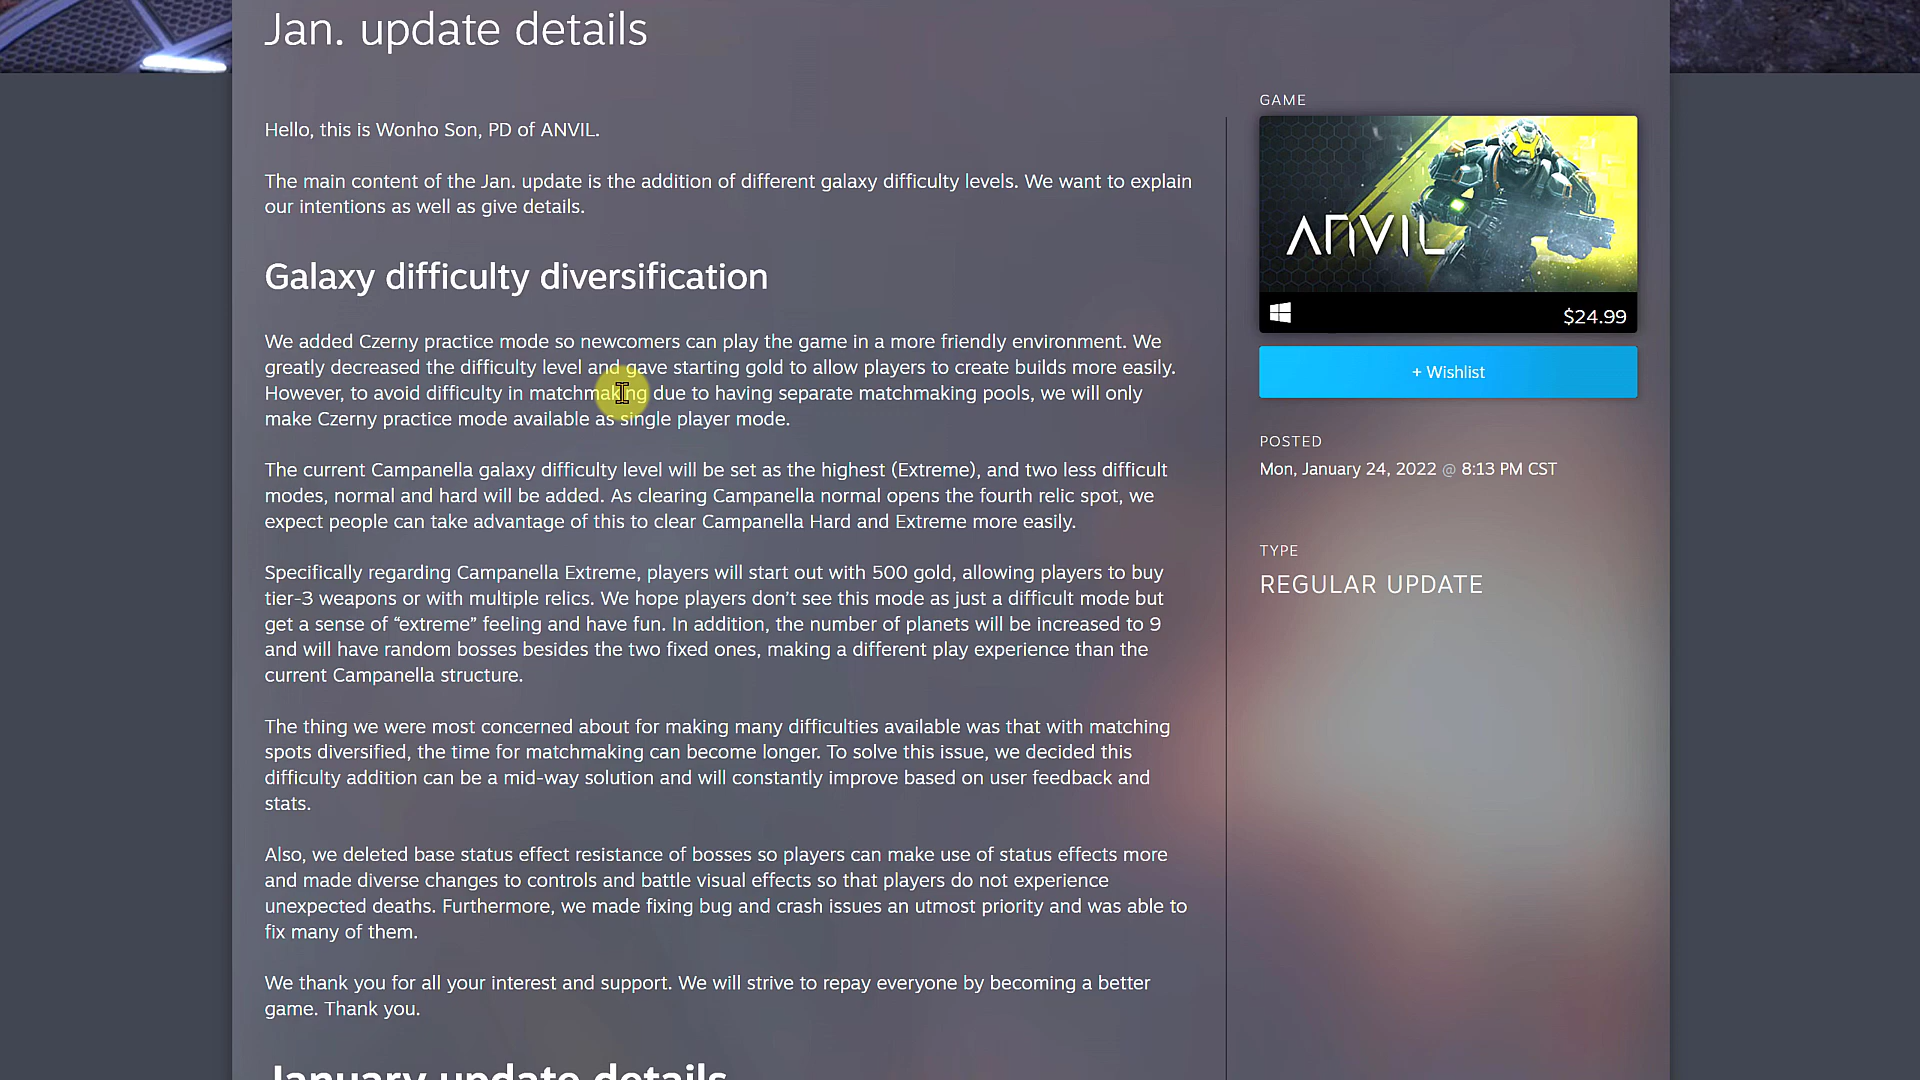 Jan. update details
Hello, this is Wonho Son, PD of ANVIL.
The main content of the Jan. update is the addition of different galaxy difficulty levels. We want to explain
our intentions as well as give details.
Galaxy difficulty diversification
We added Czerny practice mode so newcomers can play the game in a more friendly environment. We
greatly decreased the difficulty level and gave starting gold to allow players to create builds more easily.
However, to avoid difficulty in matchmaking due to having separate matchmaking pools, we will only
make Czerny practice mode available as single player mode.
The current Campanella galaxy difficulty level will be set as the highest (Extreme), and two less difficult
modes, normal and hard will be added. As clearing Campanella normal opens the fourth relic spot, we
expect people can take advantage of this to clear Campanella Hard and Extreme more easily.
Specifically regarding Campanella Extreme, players will start out with 500 gold, allowing players to buy
tier-3 weapons or with multiple relics. We hope players don't see this mode as just a difficult mode but
get a sense of “extreme” feeling and have fun. In addition, the number of planets will be increased to 9
and will have random bosses besides the two fixed ones, making a different play experience than the
current Campanella structure.
The thing we were most concerned about for making many difficulties available was that with matching
spots diversified, the time for matchmaking can become longer. To solve this issue, we decided this
difficulty addition can be a mid-way solution and will constantly improve based on user feedback and
stats.
Also, we deleted base status effect resistance of bosses so players can make use of status effects more
and made diverse changes to controls and battle visual effects so that players do not experience
unexpected deaths. Furthermore, we made fixing bug and crash issues an utmost priority and was able to
fix many of them.
We thank you for all your interest and support. We will strive to repay everyone by becoming a better
game. Thank you.
January update details
GAME
ANVIL
$24.99
+ Wishlist
POSTED
Mon, January 24, 2022 @ 8:13 PM CST
TYPE
REGULAR UPDATE